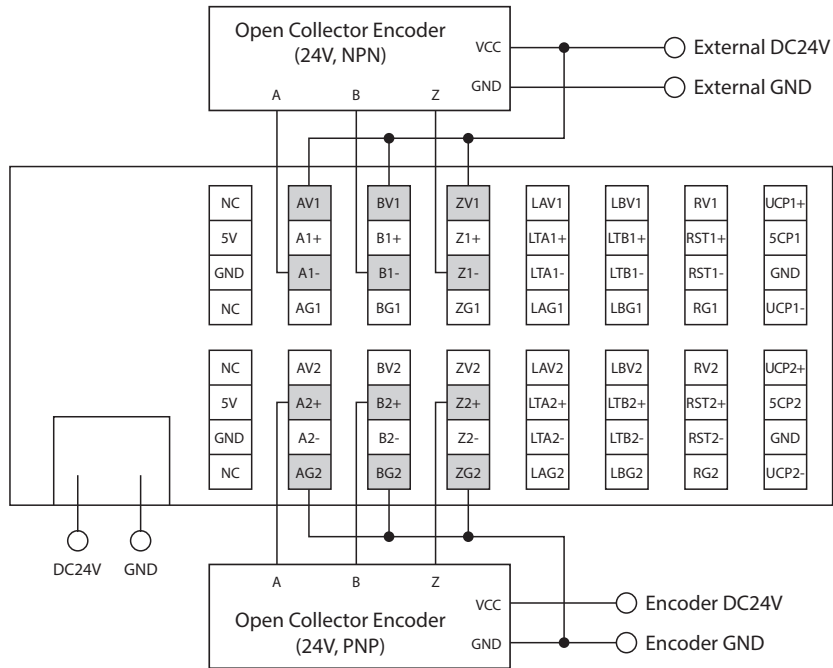 Open Collector Encoder
(24V, NPN)
VCC
GND
A B Z
External DC24V
External GND
NC AV1 BV1 ZV1 LAV1 LBV1 RV1 UCP1+
5V A1+ B1+ Z1+ LTA1+ LTB1+ RST1+ 5CP1
GND A1- B1- Z1- LTA1- LTB1- RST1- GND
NC AG1 BG1 ZG1 LAG1 LBG1 RG1 UCP1-
NC AV2 BV2 ZV2 LAV2 LBV2 RV2 UCP2+
5V A2+ B2+ Z2+ LTA2+ LTB2+ RST2+ 5CP2
GND A2- B2- Z2- LTA2- LTB2- RST2- GND
NC AG2 BG2 ZG2 LAG2 LBG2 RG2 UCP2-
DC24V GND
A B Z
Open Collector Encoder
(24V, PNP)
VCC
GND
Encoder DC24V
Encoder GND